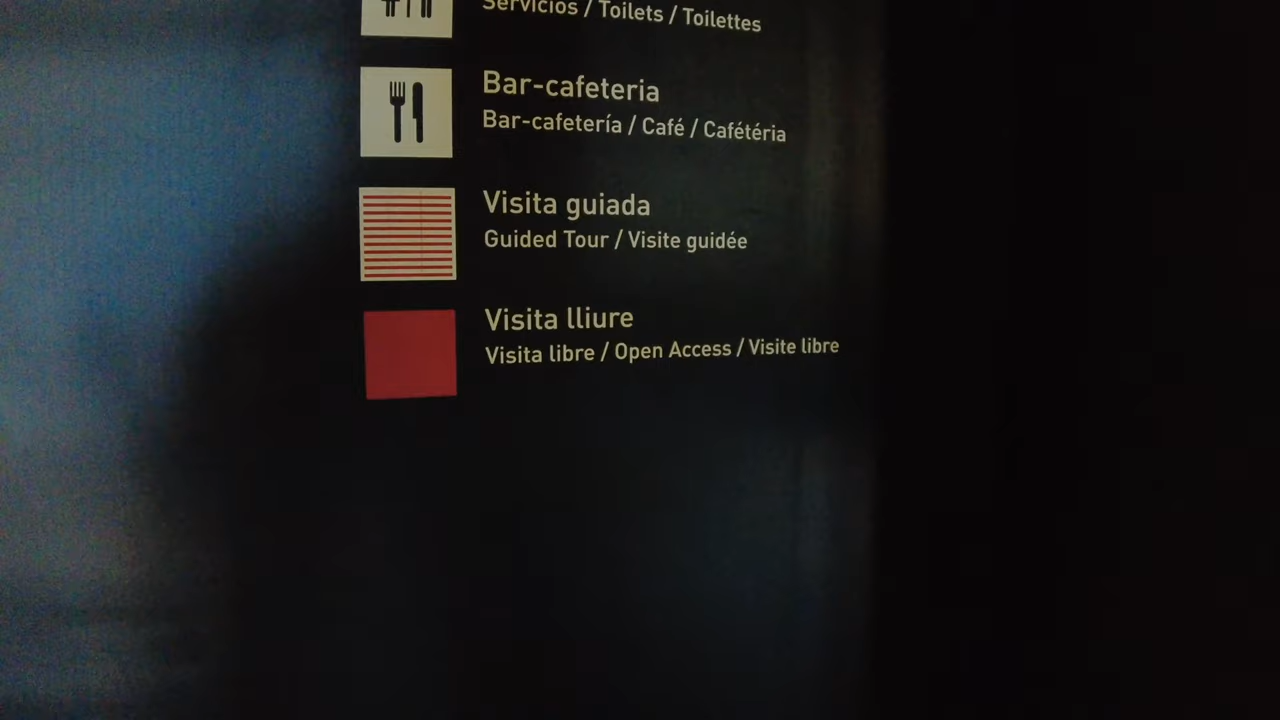 Servicios / Toilets / Toilettes
Bar-cafeteria
Bar-cafetería / Café / Cafétéria
Visita guiada
Guided Tour / Visite guidée
Visita lliure
Visita libre / Open Access / Visite libre